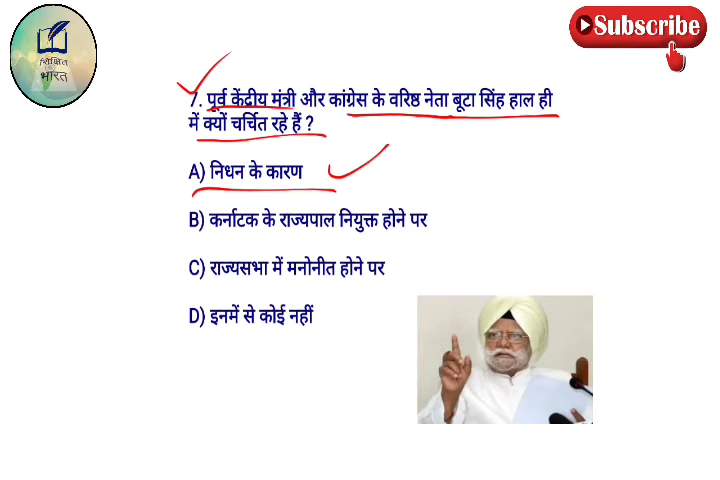 Subscribe
शिक्षित
भारत
7. पूर्व केंद्रीय मंत्री और कांग्रेस के वरिष्ठ नेता बूटा सिंह हाल ही
में क्यों चर्चित रहे हैं ?
A) निधन के कारण
B) कर्नाटक के राज्यपाल नियुक्त होने पर
C) राज्यसभा में मनोनीत होने पर
D) इनमें से कोई नहीं